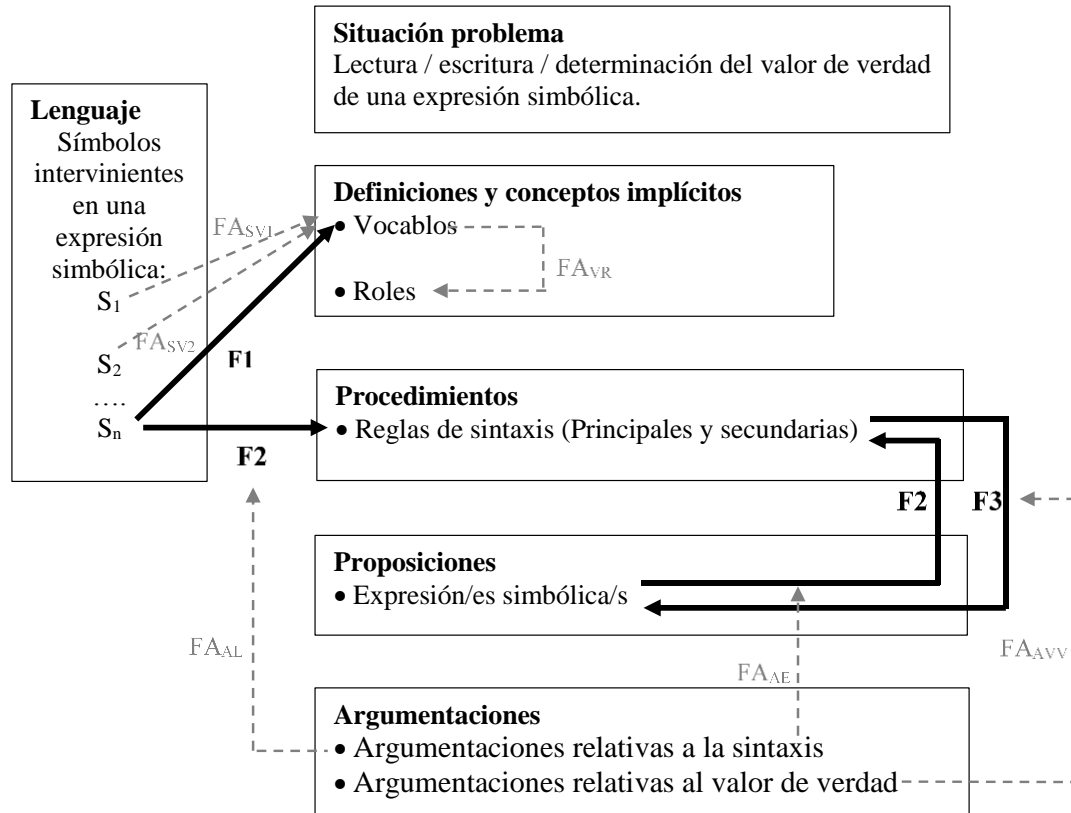 Situación problema
Lectura / escritura / determinación del valor de verdad
de una expresión simbólica.
Lenguaje
Símbolos
intervinientes
en una
expresión
simbólica:
S1
S2
….
Sn
FASV1
FASV2
F1
F2
Definiciones y conceptos implícitos
• Vocablos
• Roles
FAVR
Procedimientos
• Reglas de sintaxis (Principales y secundarias)
F2
F3
Proposiciones
• Expresión/es simbólica/s
FAAL
FAAE
FAAVV
Argumentaciones
• Argumentaciones relativas a la sintaxis
• Argumentaciones relativas al valor de verdad